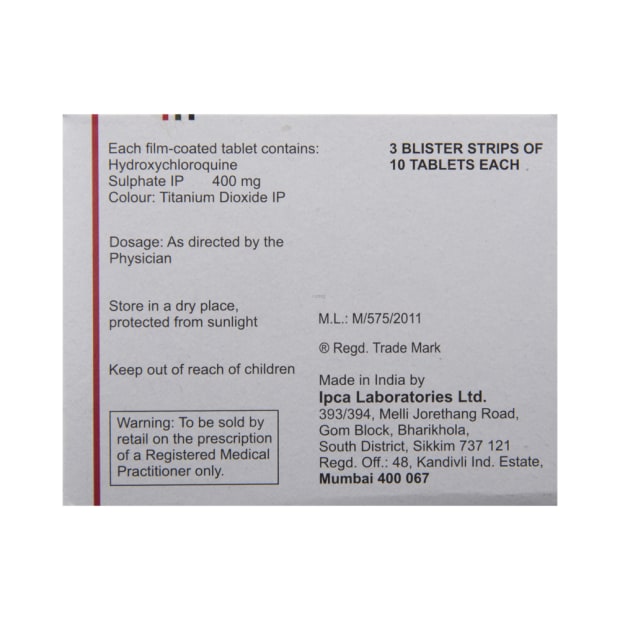 Each film-coated tablet contains:
Hydroxychloroquine
Sulphate IP 400 mg
Colour: Titanium Dioxide IP
Dosage: As directed by the
Physician
Store in a dry place,
protected from sunlight
Keep out of reach of children
Warning: To be sold by
retail on the prescription
of a Registered Medical
Practitioner only.
3 BLISTER STRIPS OF
10 TABLETS EACH
M.L.: M/575/2011
® Regd. Trade Mark
Made in India by
Ipca Laboratories Ltd.
393/394, Melli Jorethang Road,
Gom Block, Bharikhola,
South District, Sikkim 737 121
Regd. Off.: 48, Kandivli Ind. Estate,
Mumbai 400 067